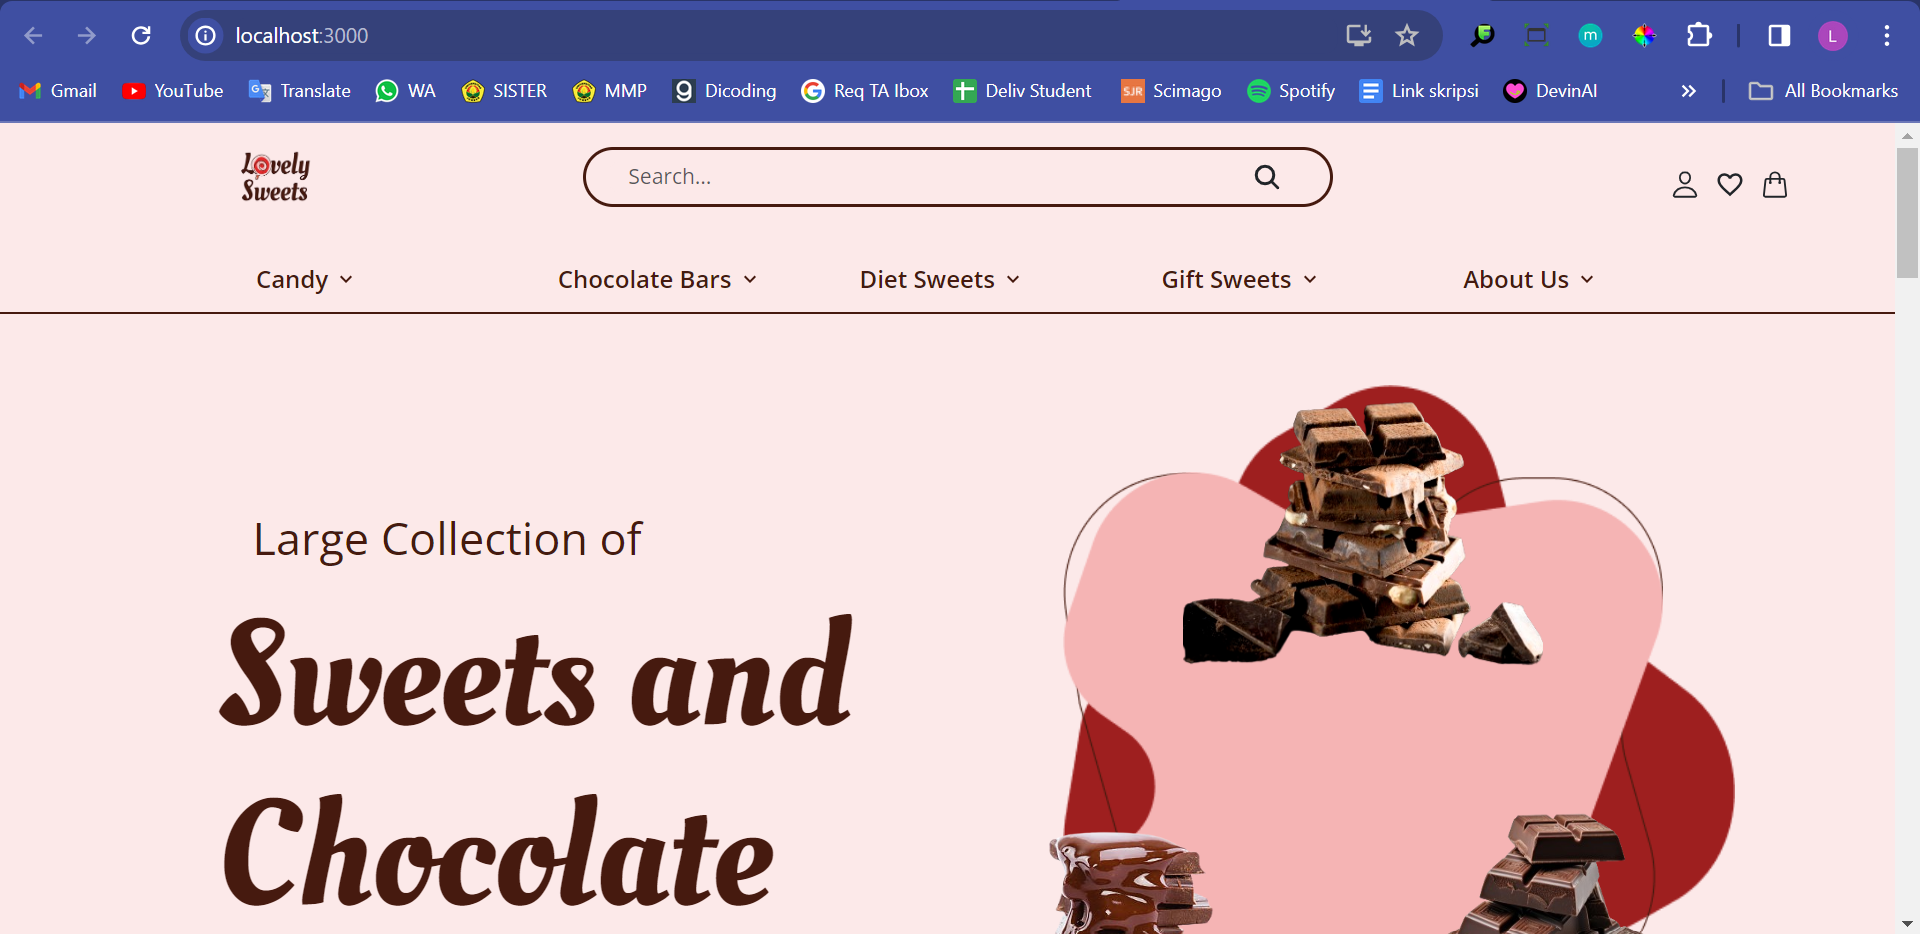 localhost:3000
L
Gmail YouTube Translate WA SISTER MMP Dicoding Req TA Ibox Deliv Student SJR Scimago Spotify Link skripsi DevinAI » All Bookmarks
Lovely
Sweets
Search...
Candy Chocolate Bars Diet Sweets Gift Sweets About Us
Large Collection of
Sweets and
Chocolate